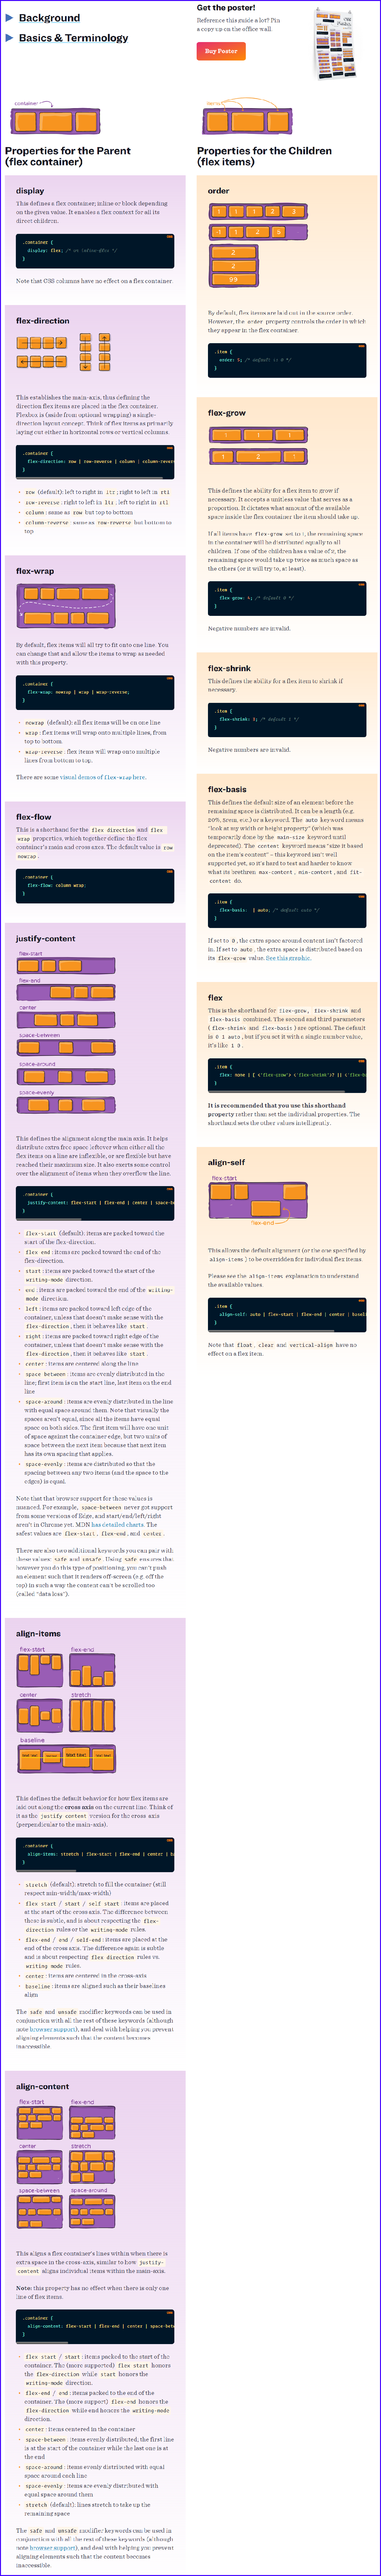 Background
Basics & Terminology
Get the poster!
Reference this guide a lot? Pin
a copy up on the office wall.
Buy Poster
container
Properties for the Parent
(flex container)
display
This defines a flex container; inline or block depending
on the given value. It enables a flex context for all its
direct children.
.container {
display: flex; /* or inline-flex */
}
Note that CSS columns have no effect on a flex container.
flex-direction
This establishes the main-axis, thus defining the
direction flex items are placed in the flex container.
Flexbox is (aside from optional wrapping) a single-
direction layout concept. Think of flex items as primarily
laying out either in horizontal rows or vertical columns.
.container {
flex-direction: row | row-reverse | column | column-rever
}
row (default): left to right in ltr; right to left in rtl
row-reverse: right to left in ltr; left to right in rtl
column: same as row but top to bottom
column-reverse: same as row-reverse but bottom to
top
flex-wrap
By default, flex items will all try to fit onto one line. You
can change that and allow the items to wrap as needed
with this property.
.container {
flex-wrap: nowrap | wrap | wrap-reverse;
}
nowrap (default): all flex items will be on one line
wrap: flex items will wrap onto multiple lines, from
top to bottom.
wrap-reverse: flex items will wrap onto multiple
lines from bottom to top.
There are some visual demos of flex-wrap here.
flex-flow
This is a shorthand for the flex-direction and flex-
wrap properties, which together define the flex
container's main and cross axes. The default value is row
nowrap.
.container {
flex-flow: column wrap;
}
justify-content
flex-start
flex-end
center
space-between
space-around
space-evenly
This defines the alignment along the main axis. It helps
distribute extra free space leftover when either all the
flex items on a line are inflexible, or are flexible but have
reached their maximum size. It also exerts some control
over the alignment of items when they overflow the line.
.container {
justify-content: flex-start | flex-end | center | space-b
}
flex-start (default): items are packed toward the
start of the flex-direction.
flex-end: items are packed toward the end of the
flex-direction.
start: items are packed toward the start of the
writing-mode direction.
end: items are packed toward the end of the writing-
mode direction.
left: items are packed toward left edge of the
container, unless that doesn't make sense with the
flex-direction, then it behaves like start.
right: items are packed toward right edge of the
container, unless that doesn't make sense with the
flex-direction, then it behaves like start.
center: items are centered along the line
space-between: items are evenly distributed in the
line; first item is on the start line, last item on the end
line
space-around: items are evenly distributed in the line
with equal space around them. Note that visually the
spaces aren't equal, since all the items have equal
space on both sides. The first item will have one unit
of space against the container edge, but two units of
space between the next item because that next item
has its own spacing that applies.
space-evenly: items are distributed so that the
spacing between any two items (and the space to the
edges) is equal.
Note that that browser support for these values is
nuanced. For example, space-between never got support
from some versions of Edge, and start/end/left/right
aren't in Chrome yet. MDN has detailed charts. The
safest values are flex-start, flex-end, and center.
There are also two additional keywords you can pair with
these values: safe and unsafe. Using safe ensures that
however you do this type of positioning, you can't push
an element such that it renders off-screen (e.g. off the
top) in such a way the content can't be scrolled too
(called "data loss").
align-items
flex-start
flex-end
center
stretch
baseline
This defines the default behavior for how flex items are
laid out along the cross axis on the current line. Think of
it as the justify-content version for the cross-axis
(perpendicular to the main-axis).
.container {
align-items: stretch | flex-start | flex-end | center | b
}
stretch (default): stretch to fill the container (still
respect min-width/max-width)
flex-start / start / self-start: items are placed
at the start of the cross axis. The difference between
these is subtle, and is about respecting the flex-
direction rules or the writing-mode rules.
flex-end / end / self-end: items are placed at the
end of the cross axis. The difference again is subtle
and is about respecting flex-direction rules vs.
writing-mode rules.
center: items are centered in the cross-axis
baseline: items are aligned such as their baselines
align
The safe and unsafe modifier keywords can be used in
conjunction with all the rest of these keywords (although
note browser support), and deal with helping you prevent
aligning elements such that the content becomes
inaccessible.
align-content
flex-start
flex-end
center
stretch
space-between
space-around
This aligns a flex container's lines within when there is
extra space in the cross-axis, similar to how justify-
content aligns individual items within the main-axis.
Note: this property has no effect when there is only one
line of flex items.
.container {
align-content: flex-start | flex-end | center | space-betw
}
flex-start / start: items packed to the start of the
container. The (more supported) flex-start honors
the flex-direction while start honors the
writing-mode direction.
flex-end / end: items packed to the end of the
container. The (more support) flex-end honors the
flex-direction while end honors the writing-mode
direction.
center: items centered in the container
space-between: items evenly distributed; the first line
is at the start of the container while the last one is at
the end
space-around: items evenly distributed with equal
space around each line
space-evenly: items are evenly distributed with
equal space around them
stretch (default): lines stretch to take up the
remaining space
The safe and unsafe modifier keywords can be used in
conjunction with all the rest of these keywords (although
note browser support), and deal with helping you prevent
aligning elements such that the content becomes
inaccessible.
items
Properties for the Children
(flex items)
order
1 1 1 2 3
-1 1 2 5
2
2
99
By default, flex items are laid out in the source order.
However, the order property controls the order in which
they appear in the flex container.
.item {
order: 5; /* default is 0 */
}
flex-grow
1 1 1
1 2 1
This defines the ability for a flex item to grow if
necessary. It accepts a unitless value that serves as a
proportion. It dictates what amount of the available
space inside the flex container the item should take up.
If all items have flex-grow set to 1, the remaining space
in the container will be distributed equally to all
children. If one of the children has a value of 2, the
remaining space would take up twice as much space as
the others (or it will try to, at least).
.item {
flex-grow: 4; /* default 0 */
}
Negative numbers are invalid.
flex-shrink
This defines the ability for a flex item to shrink if
necessary.
.item {
flex-shrink: 3; /* default 1 */
}
Negative numbers are invalid.
flex-basis
This defines the default size of an element before the
remaining space is distributed. It can be a length (e.g.
20%, 5rem, etc.) or a keyword. The auto keyword means
"look at my width or height property" (which was
temporarily done by the main-size keyword until
deprecated). The content keyword means "size it based
on the item's content" – this keyword isn't well
supported yet, so it's hard to test and harder to know
what its brethren max-content, min-content, and fit-
content do.
.item {
flex-basis: | auto; /* default auto */
}
If set to 0, the extra space around content isn't factored
in. If set to auto, the extra space is distributed based on
its flex-grow value. See this graphic.
flex
This is the shorthand for flex-grow, flex-shrink and
flex-basis combined. The second and third parameters
(flex-shrink and flex-basis) are optional. The default
is 0 1 auto, but if you set it with a single number value,
it's like 1 0.
.item {
flex: none | [ <'flex-grow'> <'flex-shrink'>? || <'flex-b
}
It is recommended that you use this shorthand
property rather than set the individual properties. The
shorthand sets the other values intelligently.
align-self
flex-start
flex-end
This allows the default alignment (or the one specified by
align-items) to be overridden for individual flex items.
Please see the align-items explanation to understand
the available values.
.item {
align-self: auto | flex-start | flex-end | center | basel
}
Note that float, clear and vertical-align have no
effect on a flex item.